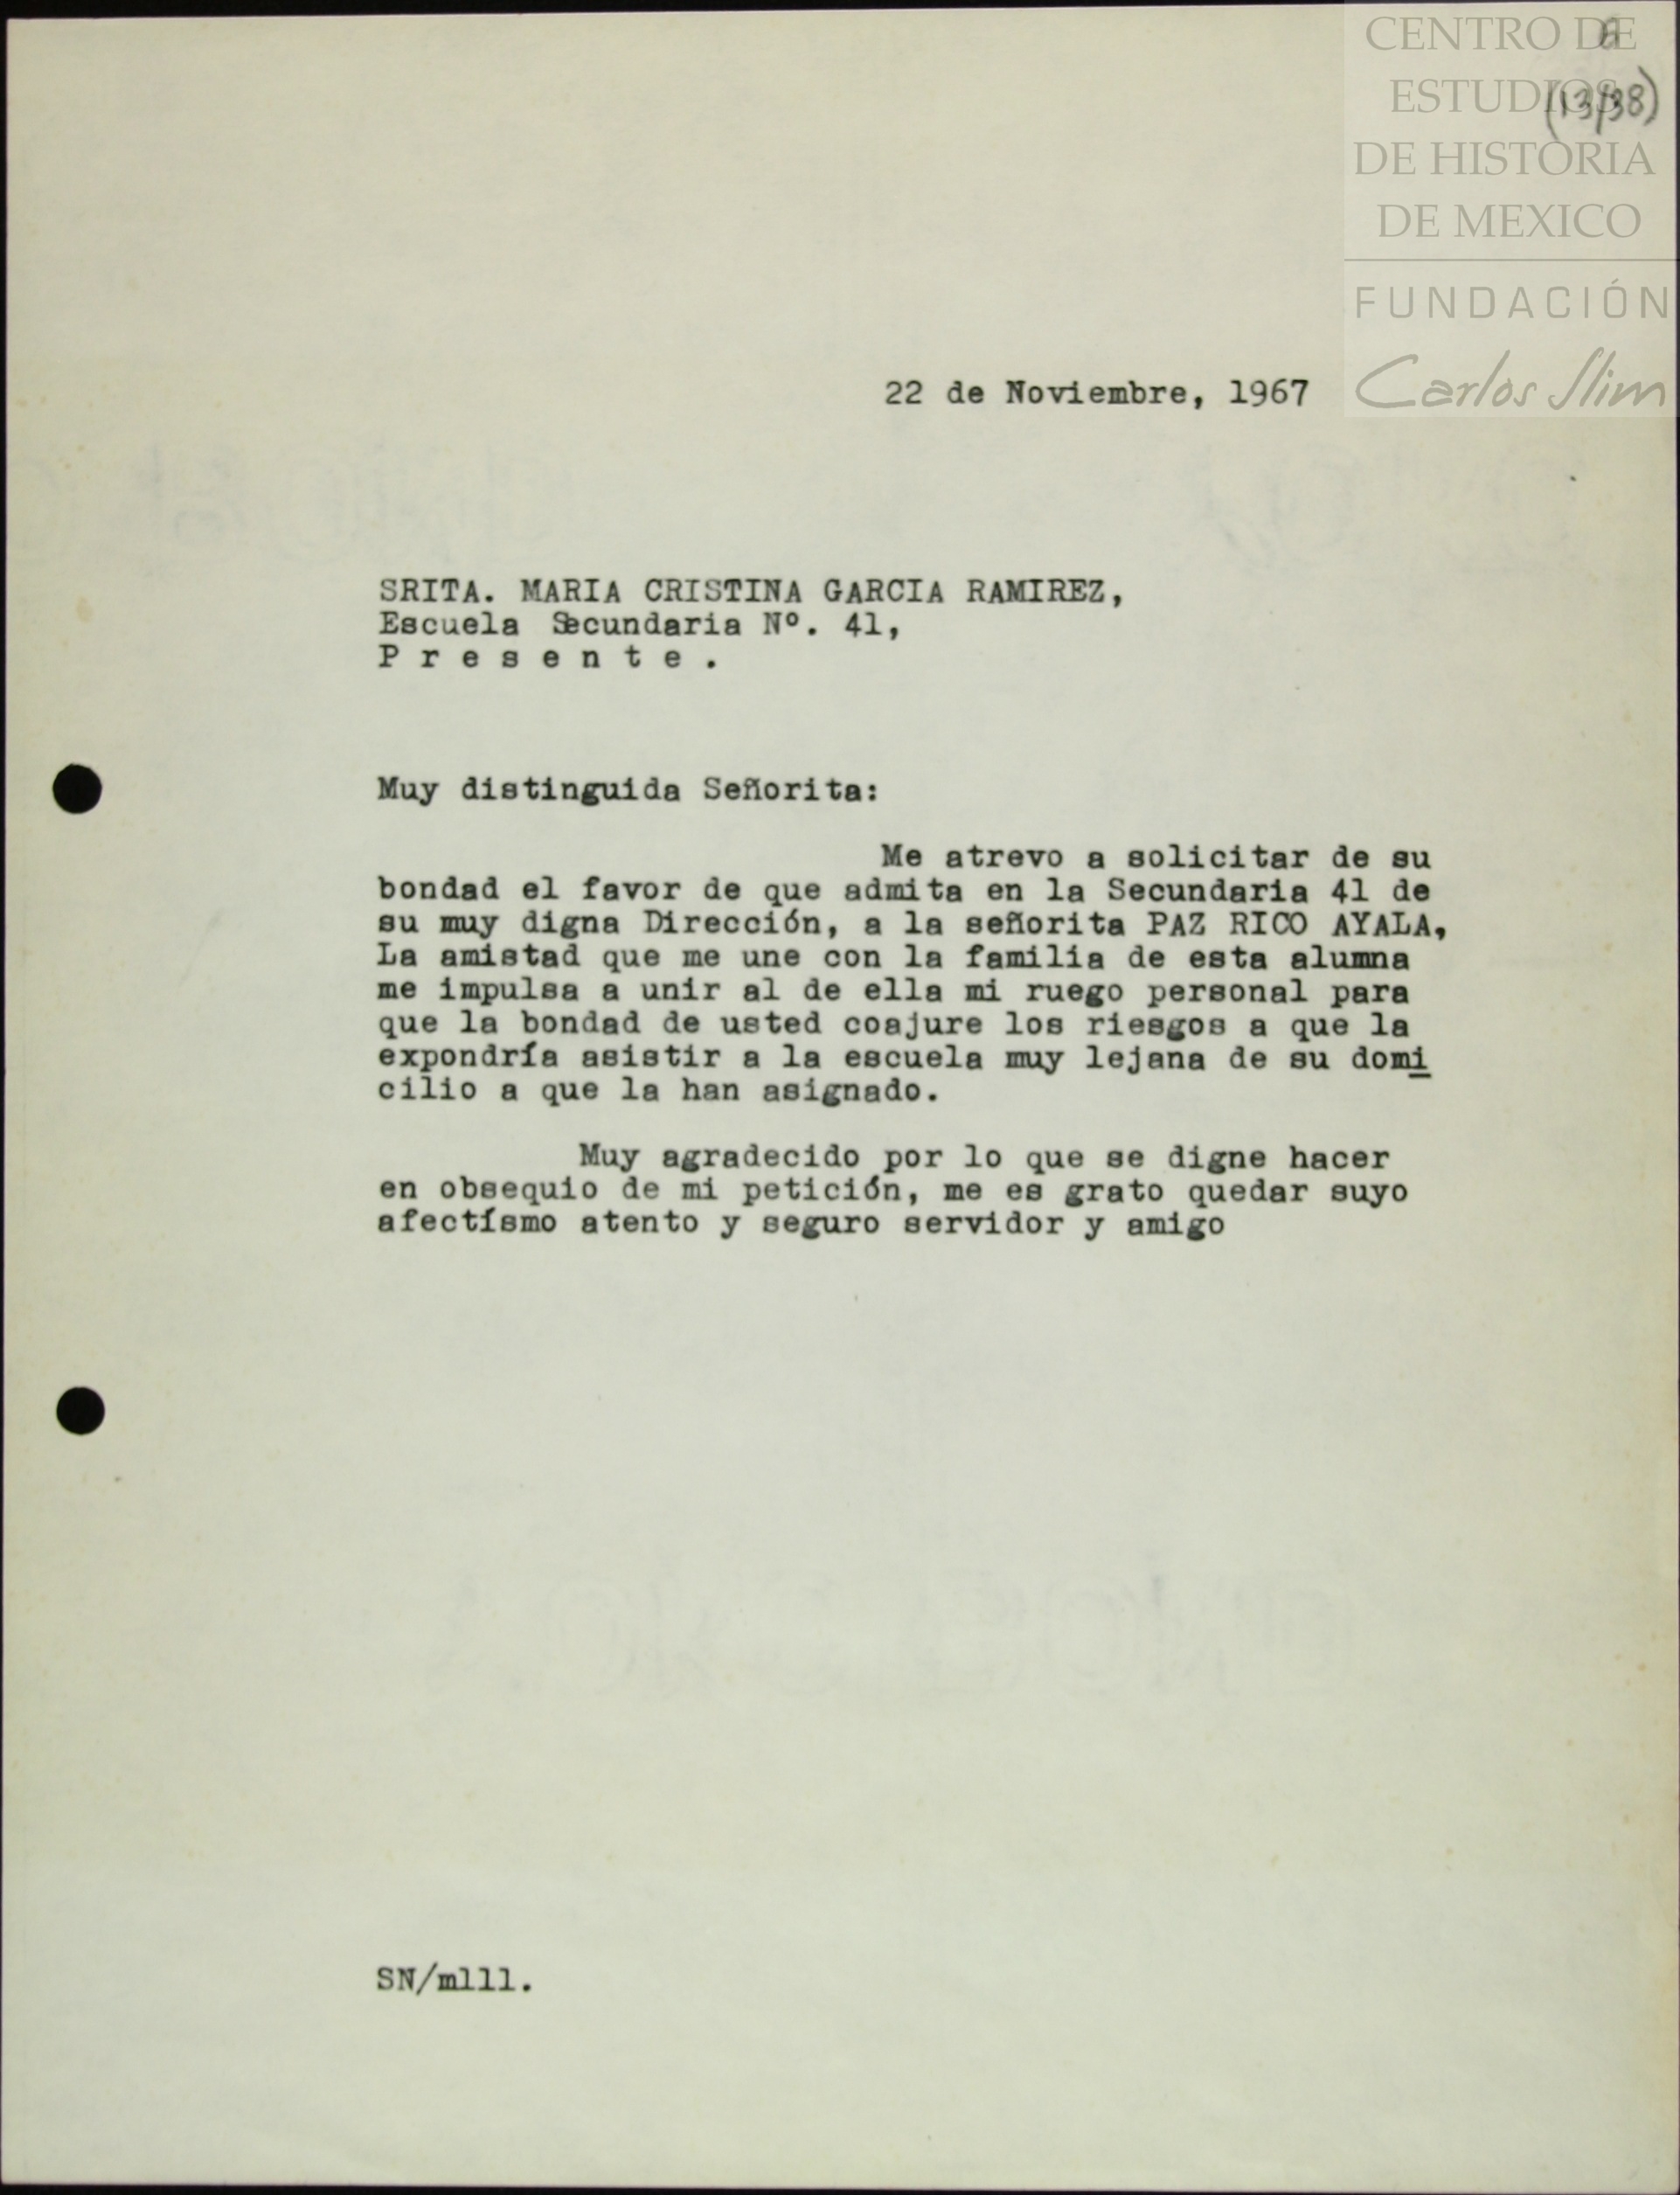 CENTRO DE
ESTUDIOS
(13/38)
DE HISTORIA
DE MEXICO
FUNDACIÓN
Carlos Slim
22 de Noviembre, 1967
SRITA. MARIA CRISTINA GARCIA RAMIREZ,
Escuela Secundaria Nº. 41,
P r e s e n t e .
Muy distinguida Señorita:
Me atrevo a solicitar de su
bondad el favor de que admita en la Secundaria 41 de
su muy digna Dirección, a la señorita PAZ RICO AYALA,
La amistad que me une con la familia de esta alumna
me impulsa a unir al de ella mi ruego personal para
que la bondad de usted coajure los riesgos a que la
expondría asistir a la escuela muy lejana de su domi
cilio a que la han asignado.
Muy agradecido por lo que se digne hacer
en obsequio de mi petición, me es grato quedar suyo
afectísmo atento y seguro servidor y amigo
SN/mlll.